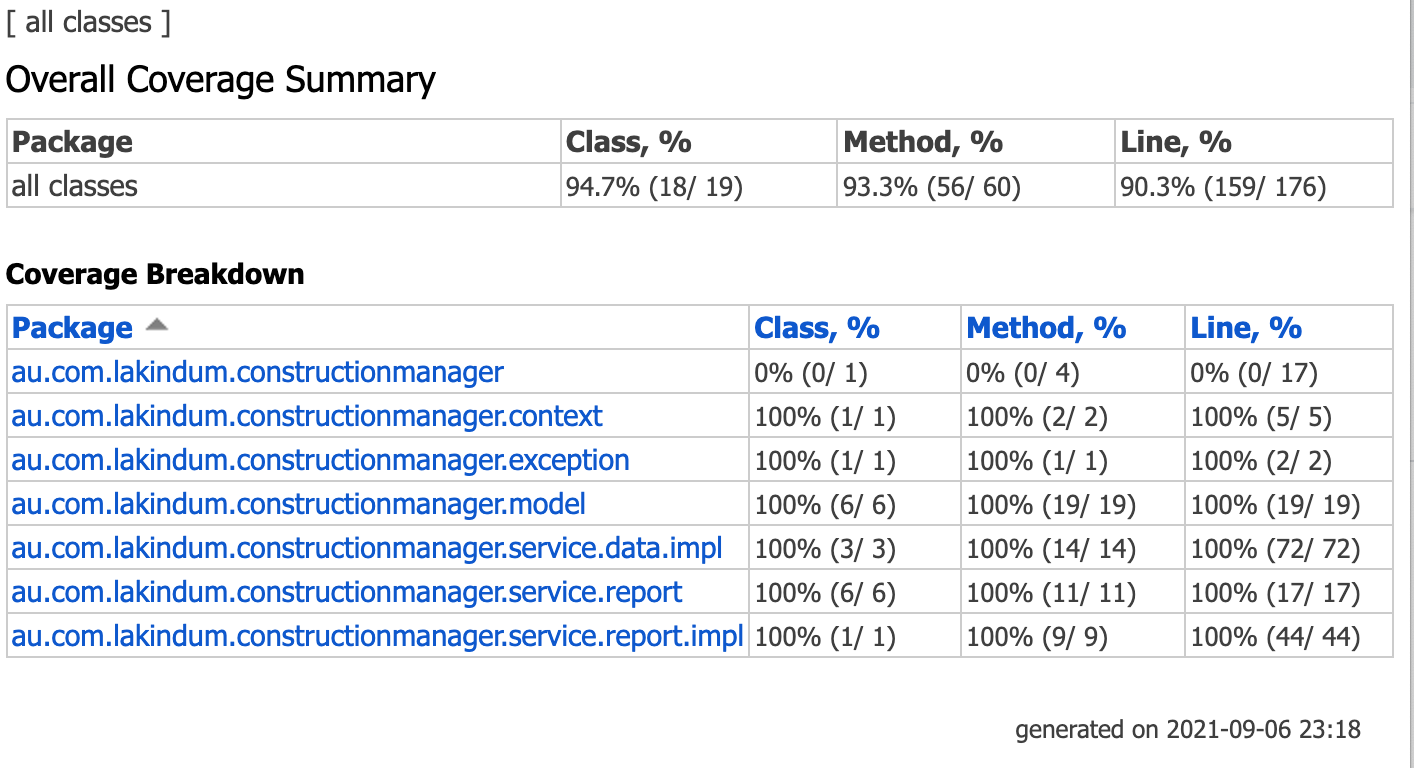 [ all classes ]
Overall Coverage Summary
Package Class, % Method, % Line, %
all classes 94.7% (18/ 19) 93.3% (56/ 60) 90.3% (159/ 176)
Coverage Breakdown
Package Class, % Method, % Line, %
au.com.lakindum.constructionmanager 0% (0/ 1) 0% (0/ 4) 0% (0/ 17)
au.com.lakindum.constructionmanager.context 100% (1/ 1) 100% (2/ 2) 100% (5/ 5)
au.com.lakindum.constructionmanager.exception 100% (1/ 1) 100% (1/ 1) 100% (2/ 2)
au.com.lakindum.constructionmanager.model 100% (6/ 6) 100% (19/ 19) 100% (19/ 19)
au.com.lakindum.constructionmanager.service.data.impl 100% (3/ 3) 100% (14/ 14) 100% (72/ 72)
au.com.lakindum.constructionmanager.service.report 100% (6/ 6) 100% (11/ 11) 100% (17/ 17)
au.com.lakindum.constructionmanager.service.report.impl 100% (1/ 1) 100% (9/ 9) 100% (44/ 44)
generated on 2021-09-06 23:18